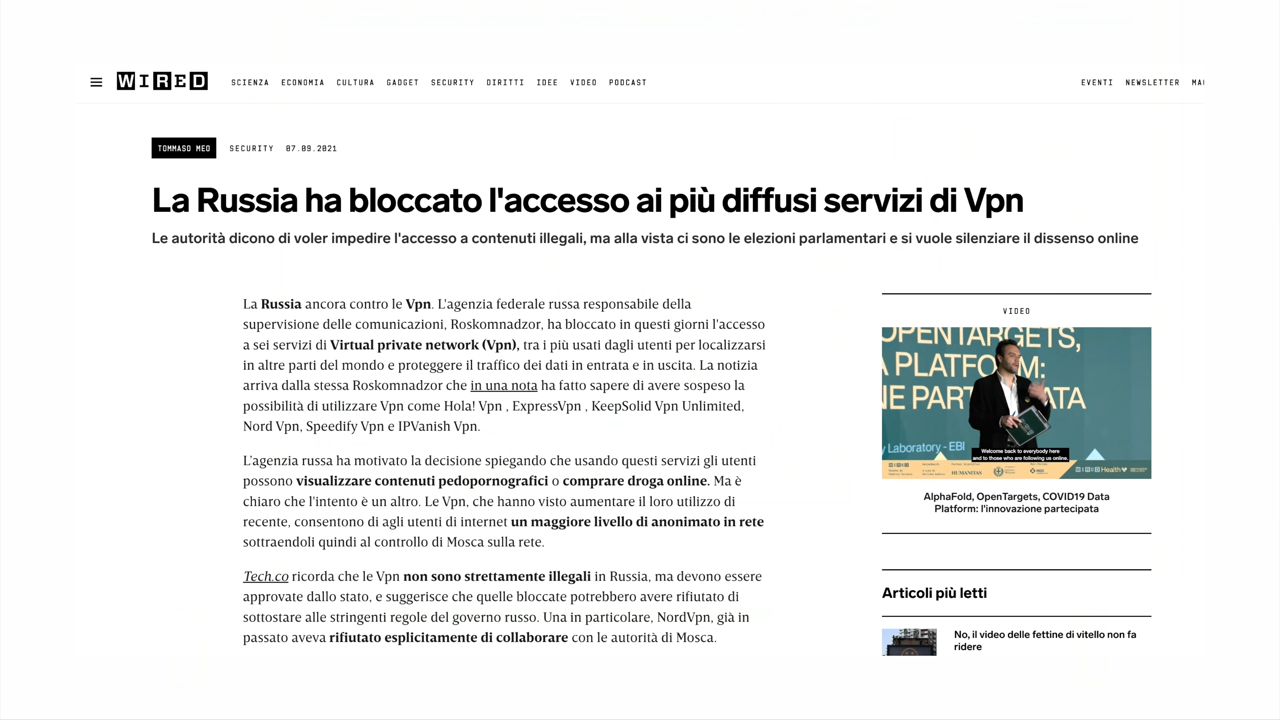 WIRED SCIENZA ECONOMIA CULTURA GADGET SECURITY DIRITTI IDEE VIDEO PODCAST EVENTI NEWSLETTER
TOMMASO MEO SECURITY 07.09.2021
La Russia ha bloccato l'accesso ai più diffusi servizi di Vpn
Le autorità dicono di voler impedire l'accesso a contenuti illegali, ma alla vista ci sono le elezioni parlamentari e si vuole silenziare il dissenso online
La Russia ancora contro le Vpn. L'agenzia federale russa responsabile della
supervisione delle comunicazioni, Roskomnadzor, ha bloccato in questi giorni l'accesso
a sei servizi di Virtual private network (Vpn), tra i più usati dagli utenti per localizzarsi
in altre parti del mondo e proteggere il traffico dei dati in entrata e in uscita. La notizia
arriva dalla stessa Roskomnadzor che in una nota ha fatto sapere di avere sospeso la
possibilità di utilizzare Vpn come Hola! Vpn , ExpressVpn , KeepSolid Vpn Unlimited,
Nord Vpn, Speedify Vpn e IPVanish Vpn.
L'agenzia russa ha motivato la decisione spiegando che usando questi servizi gli utenti
possono visualizzare contenuti pedopornografici o comprare droga online. Ma è
chiaro che l'intento è un altro. Le Vpn, che hanno visto aumentare il loro utilizzo di
recente, consentono di agli utenti di internet un maggiore livello di anonimato in rete
sottraendoli quindi al controllo di Mosca sulla rete.
Tech.co ricorda che le Vpn non sono strettamente illegali in Russia, ma devono essere
approvate dallo stato, e suggerisce che quelle bloccate potrebbero avere rifiutato di
sottostare alle stringenti regole del governo russo. Una in particolare, NordVpn, già in
passato aveva rifiutato esplicitamente di collaborare con le autorità di Mosca.
VIDEO
OPENTARGETS,
A PLATFORM:
NE PART ATA
y Laboratory - EBI
Welcome back to everybody here
and to those who are following us online.
WIRED HUMANITAS WIRED Health
AlphaFold, OpenTargets, COVID19 Data
Platform: l'innovazione partecipata
Articoli più letti
No, il video delle fettine di vitello non fa
ridere